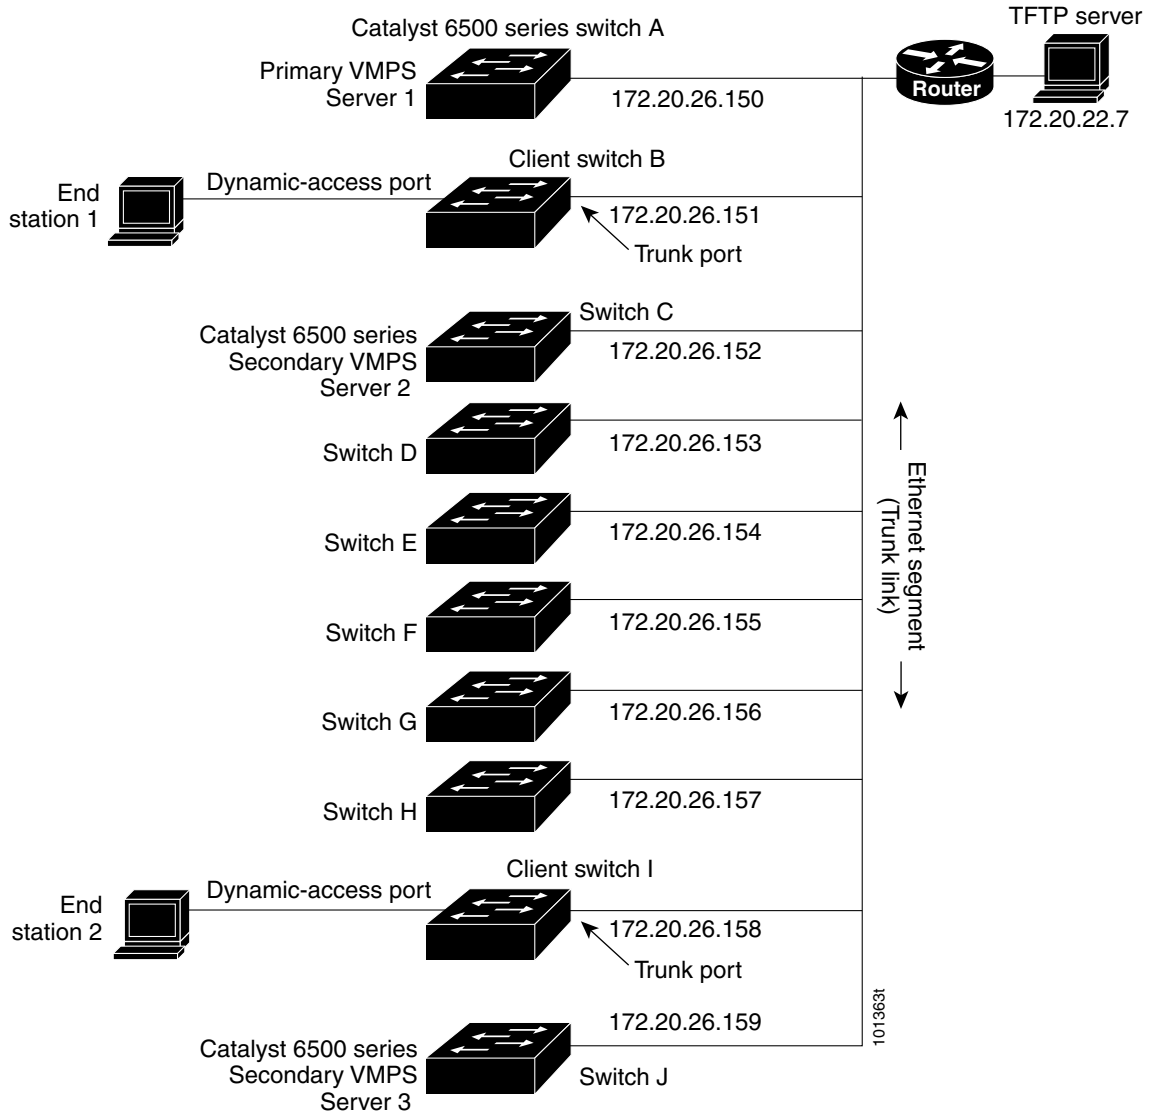 Catalyst 6500 series switch A
TFTP server
Primary VMPS
Server 1
172.20.26.150
Router
172.20.22.7
Client switch B
End
station 1
Dynamic-access port
172.20.26.151
Trunk port
Switch C
Catalyst 6500 series
Secondary VMPS
Server 2
172.20.26.152
Switch D
172.20.26.153
Ethernet segment
(Trunk link)
Switch E
172.20.26.154
Switch F
172.20.26.155
Switch G
172.20.26.156
Switch H
172.20.26.157
Client switch I
End
station 2
Dynamic-access port
172.20.26.158
Trunk port
172.20.26.159
Catalyst 6500 series
Secondary VMPS
Server 3
Switch J
101363t